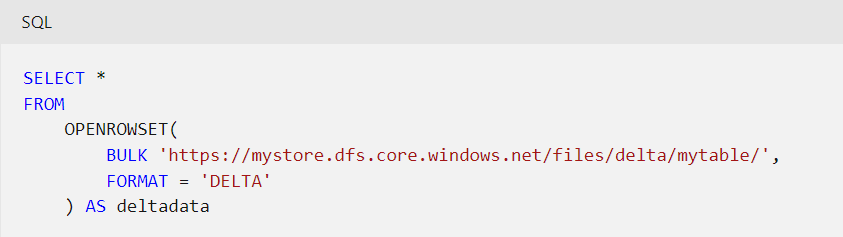 SQL
SELECT *
FROM
    OPENROWSET(
        BULK 'https://mystore.dfs.core.windows.net/files/delta/mytable/',
        FORMAT = 'DELTA'
    ) AS deltadata